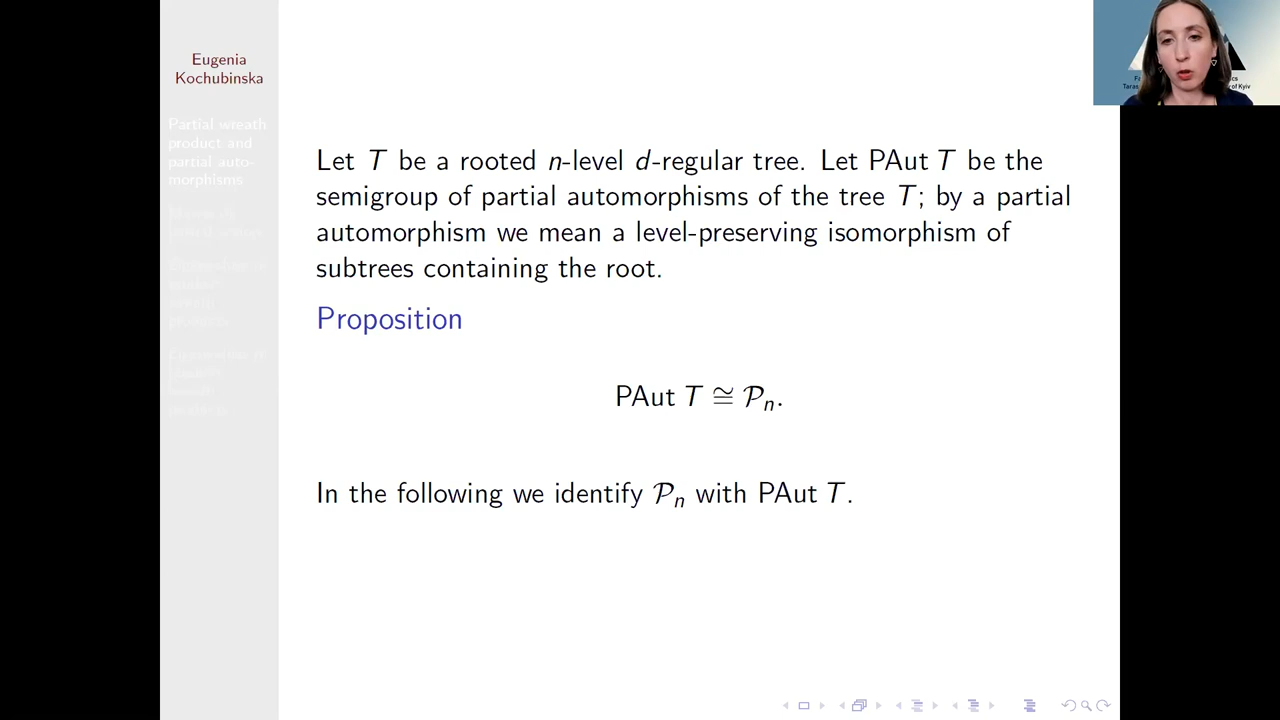 Eugenia
Kochubinska
Partial wreath
product and
partial auto-
morphisms
Let T be a rooted n-level d-regular tree. Let PAut T be the
semigroup of partial automorphisms of the tree T; by a partial
automorphism we mean a level-preserving isomorphism of
subtrees containing the root.
Proposition
PAut T ≅ 𝒫ₙ.
In the following we identify 𝒫ₙ with PAut T.